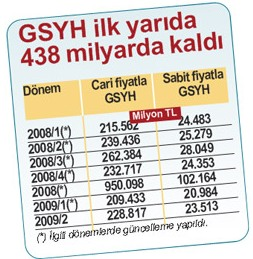 GSYH ilk yarıda
438 milyarda kaldı
Dönem Cari fiyatla GSYH Sabit fiyatla GSYH
Milyon TL
2008/1(*) 215.562 24.483
2008/2(*) 239.436 25.279
2008/3(*) 262.384 28.049
2008/4(*) 232.717 24.353
2008(*) 950.098 102.164
2009/1(*) 209.433 20.984
2009/2 228.817 23.513
(*) İlgili dönemlerde güncelleme yapıldı.